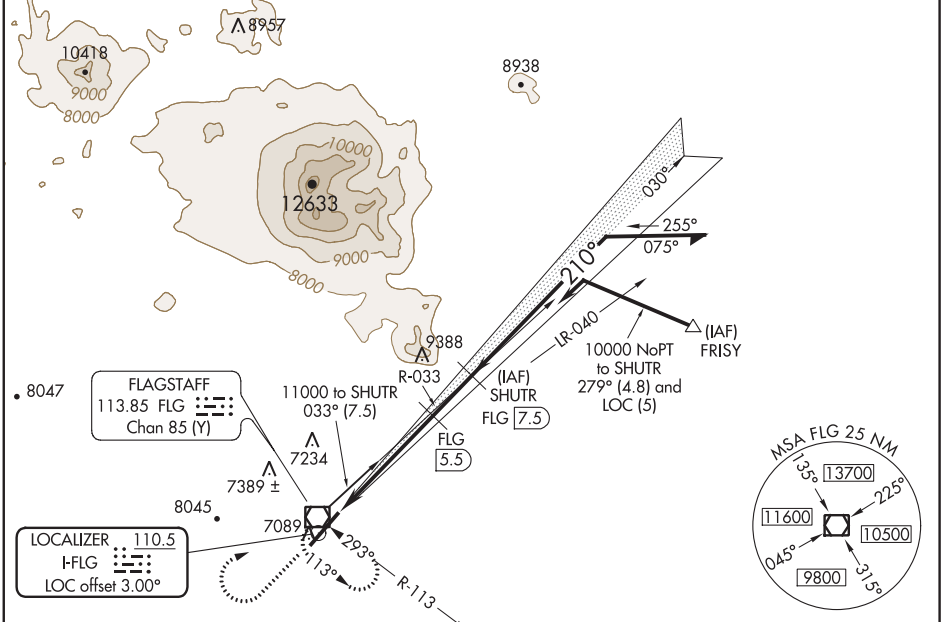 8957
10418
9000
8000
8938
10000
12633
9000
8000
030°
255°
075°
210°
LR-040
9388
R-033
(IAF)
SHUTR
FLG 7.5
10000 NoPT
to SHUTR
279° (4.8) and
LOC (5)
(IAF)
FRISY
8047
FLAGSTAFF
113.85 FLG
Chan 85 (Y)
11000 to SHUTR
033° (7.5)
FLG
5.5
7234
7389 ±
8045
7089
LOCALIZER 110.5
I-FLG
LOC offset 3.00°
113°
293°
R-113
MSA FLG 25 NM
135°
13700
225°
11600
10500
045°
9800
315°